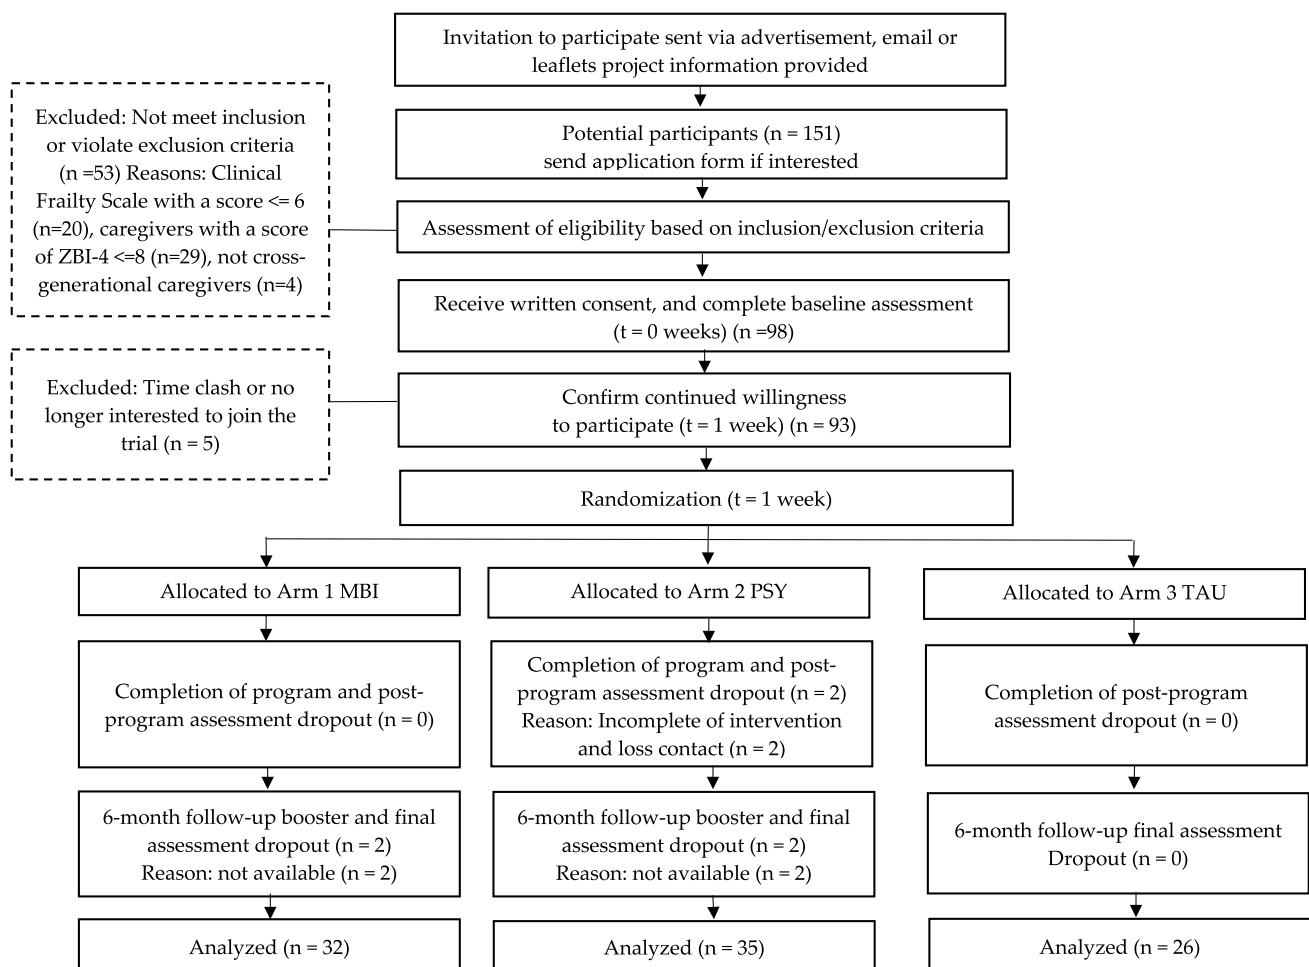 Invitation to participate sent via advertisement, email or
leaflets project information provided
Potential participants (n = 151)
send application form if interested
Excluded: Not meet inclusion
or violate exclusion criteria
(n =53) Reasons: Clinical
Frailty Scale with a score <= 6
(n=20), caregivers with a score
of ZBI-4 <=8 (n=29), not cross-
generational caregivers (n=4)
Assessment of eligibility based on inclusion/exclusion criteria
Receive written consent, and complete baseline assessment
(t = 0 weeks) (n =98)
Excluded: Time clash or no
longer interested to join the
trial (n = 5)
Confirm continued willingness
to participate (t = 1 week) (n = 93)
Randomization (t = 1 week)
Allocated to Arm 1 MBI
Allocated to Arm 2 PSY
Allocated to Arm 3 TAU
Completion of program and post-
program assessment dropout (n = 0)
Completion of program and post-
program assessment dropout (n = 2)
Reason: Incomplete of intervention
and loss contact (n = 2)
Completion of post-program
assessment dropout (n = 0)
6-month follow-up booster and final
assessment dropout (n = 2)
Reason: not available (n = 2)
6-month follow-up booster and final
assessment dropout (n = 2)
Reason: not available (n = 2)
6-month follow-up final assessment
Dropout (n = 0)
Analyzed (n = 32)
Analyzed (n = 35)
Analyzed (n = 26)